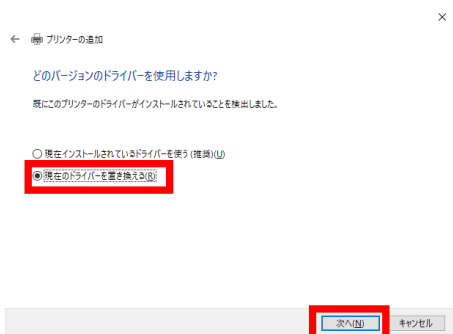 プリンターの追加
どのバージョンのドライバーを使用しますか?
既にこのプリンターのドライバーがインストールされていることを検出しました。
現在インストールされているドライバーを使う (推奨)(U)
現在のドライバーを置き換える(R)
次へ(N) キャンセル